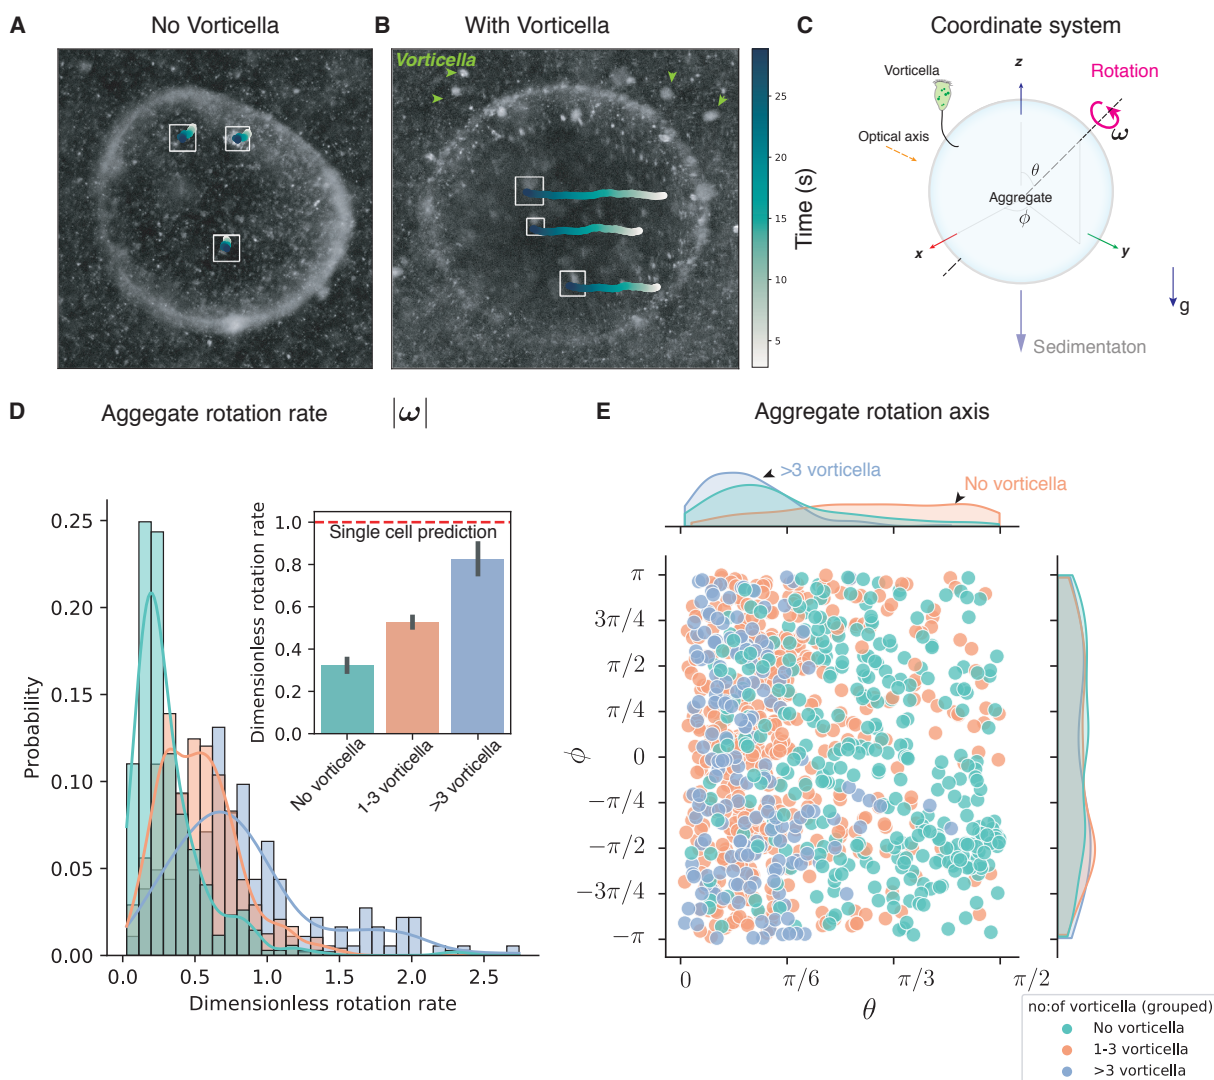 A
No Vorticella
B
With Vorticella
C
Coordinate system
Vorticella
25
20
15
10
5
Time (s)
Vorticella
z
Rotation
ω
Optical axis
θ
Aggregate
ϕ
x
y
g
Sedimentaton
D
Aggegate rotation rate |ω|
0.25
0.20
0.15
0.10
0.05
0.00
Probability
0.0 0.5 1.0 1.5 2.0 2.5
Dimensionless rotation rate
Dimensionless rotation rate
1.0
0.8
0.6
0.4
0.2
0.0
Single cell prediction
No vorticella
1-3 vorticella
>3 vorticella
E
Aggregate rotation axis
>3 vorticella
No vorticella
π
3π/4
π/2
π/4
0
−π/4
−π/2
−3π/4
−π
ϕ
0 π/6 π/3 π/2
θ
no:of vorticella (grouped)
No vorticella
1-3 vorticella
>3 vorticella